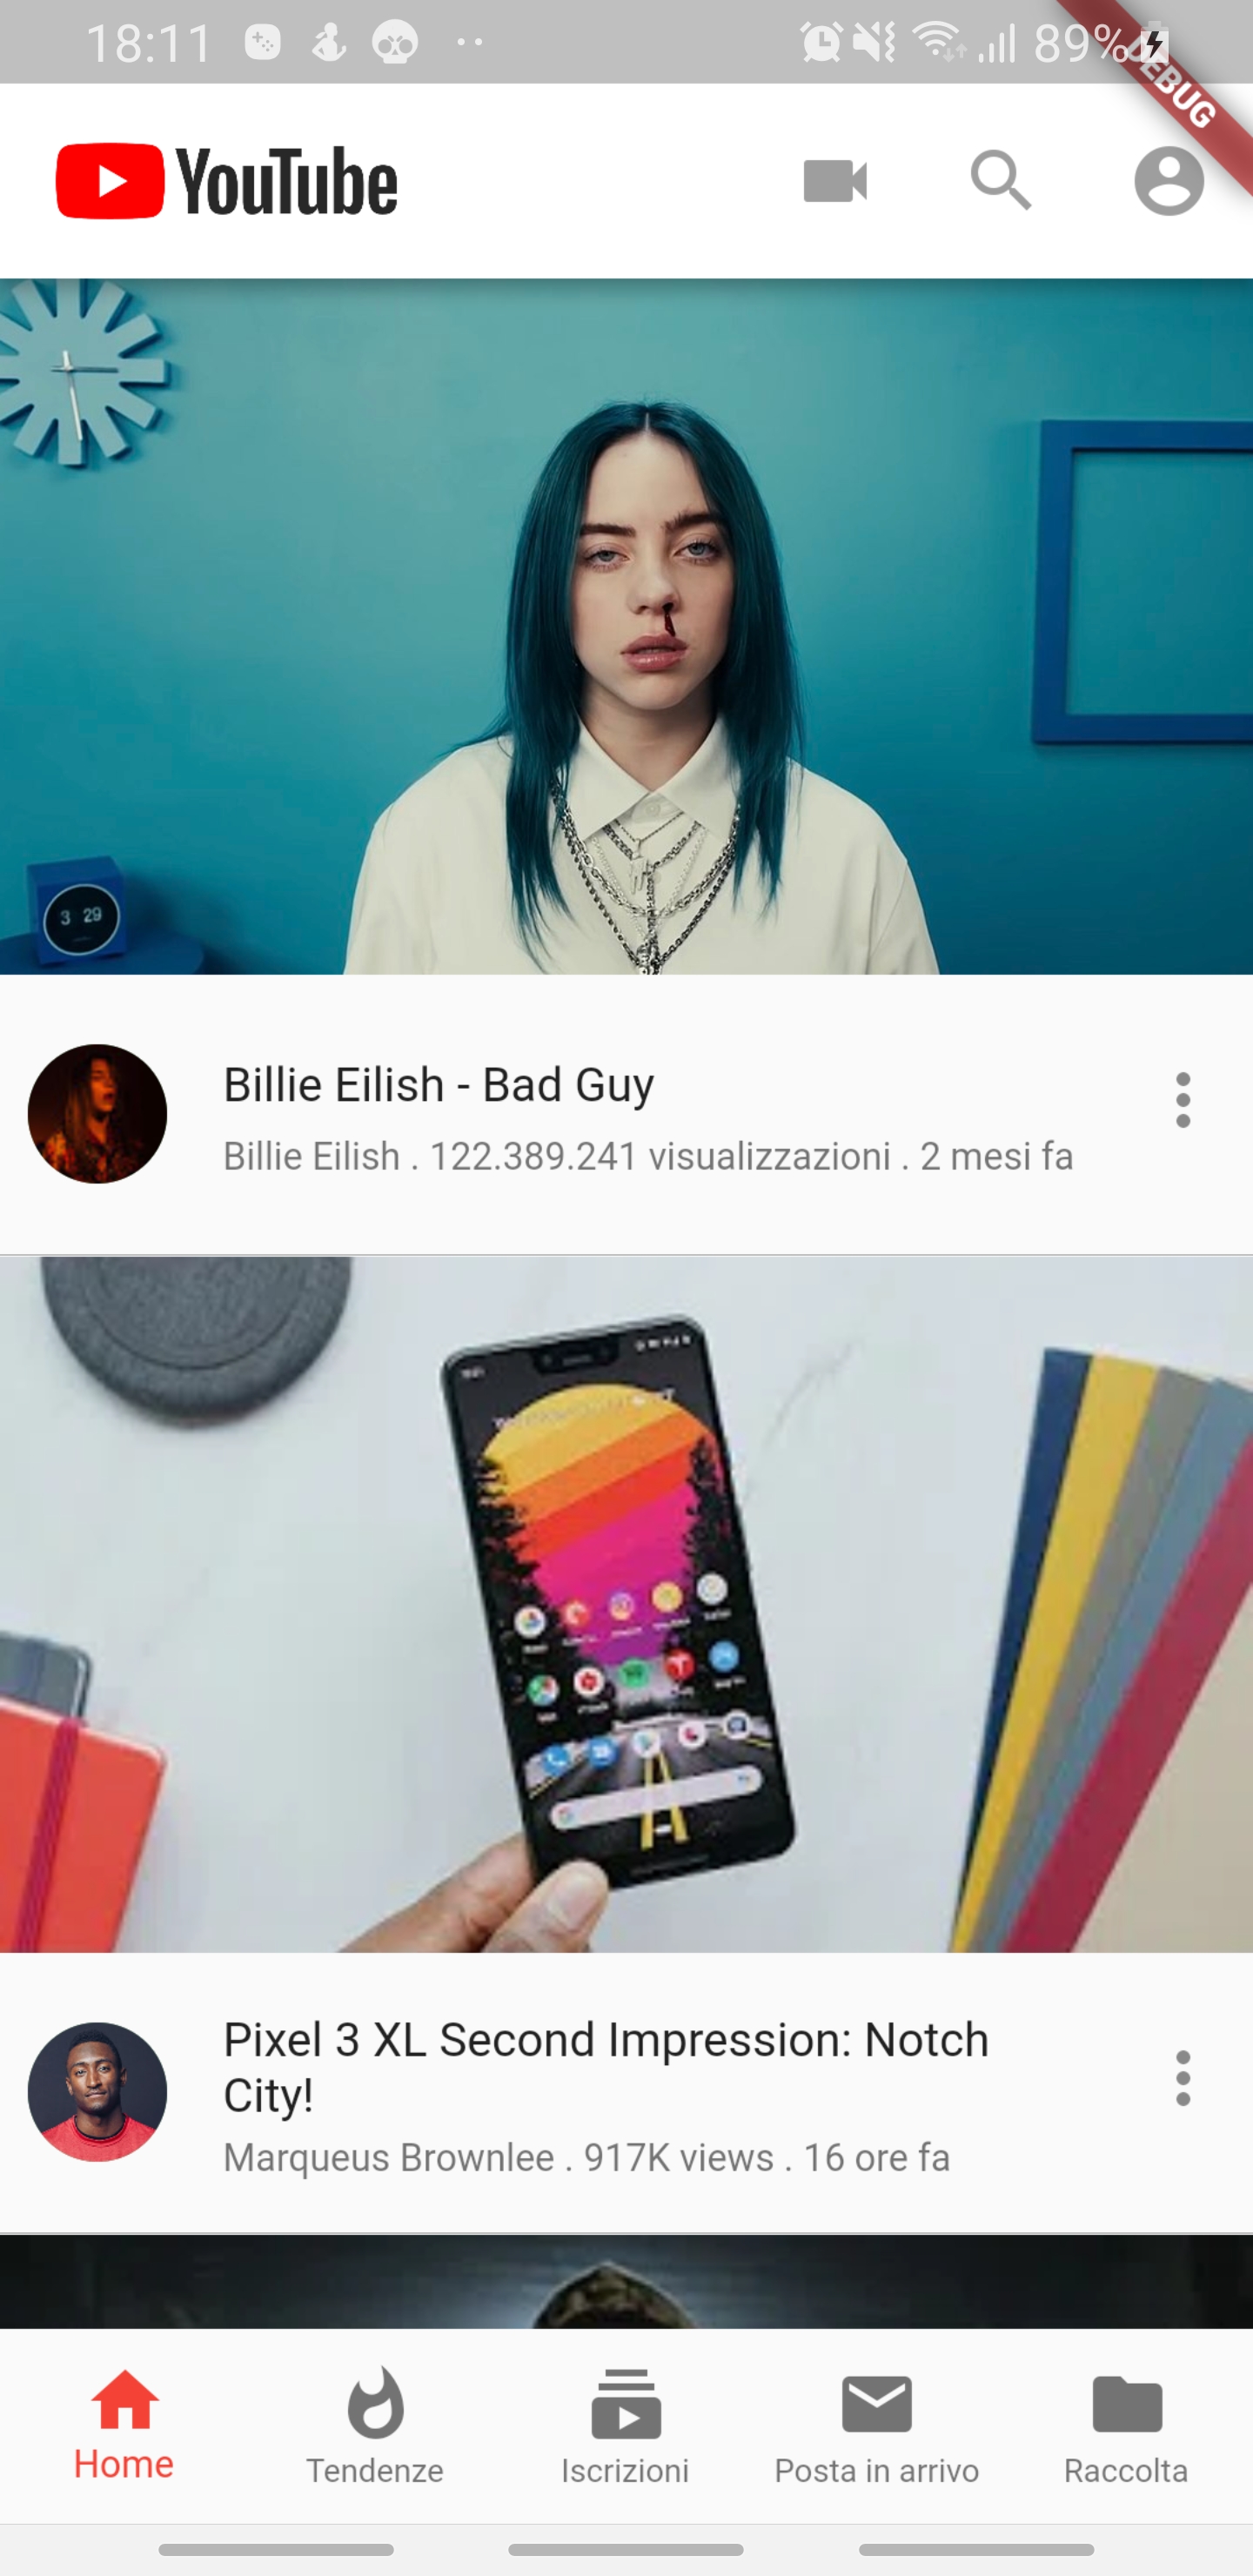 18:11 89%
DEBUG
YouTube
3 29
Billie Eilish - Bad Guy
Billie Eilish . 122.389.241 visualizzazioni . 2 mesi fa
Pixel 3 XL Second Impression: Notch
City!
Marqueus Brownlee . 917K views . 16 ore fa
Home
Tendenze
Iscrizioni
Posta in arrivo
Raccolta